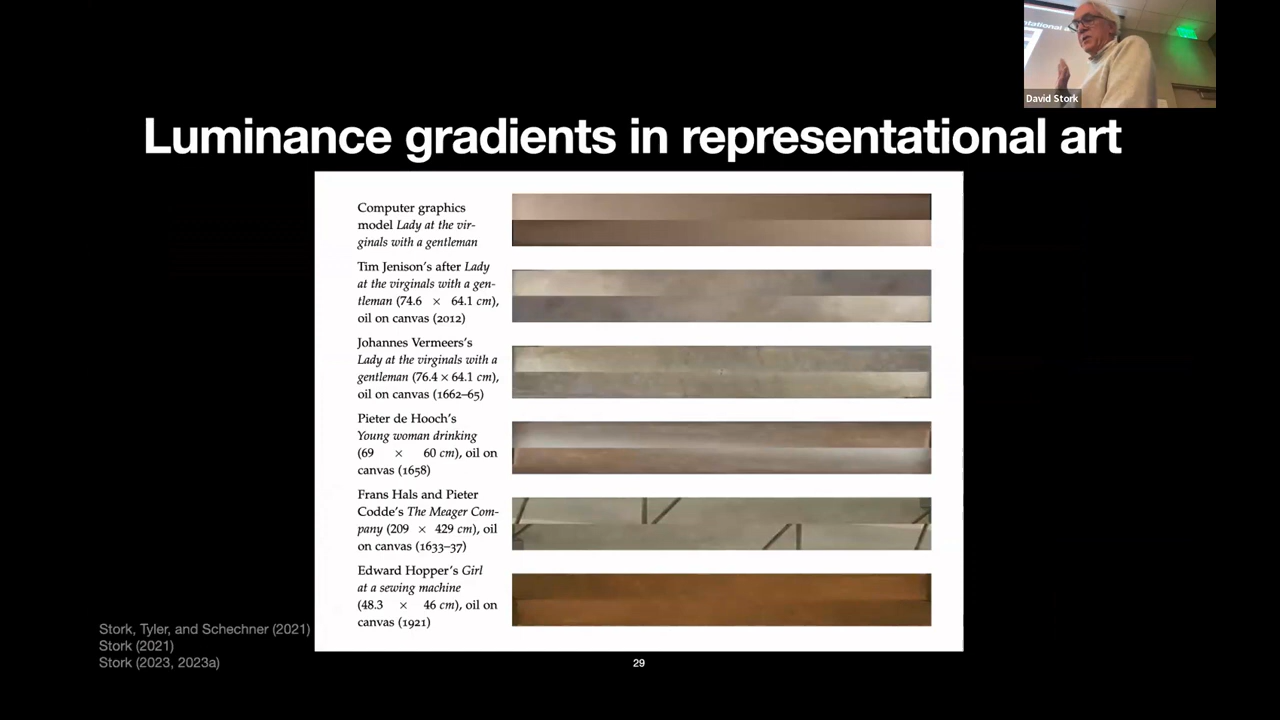 David Stork
Luminance gradients in representational art
Computer graphics
model Lady at the vir-
ginals with a gentleman
Tim Jenison's after Lady
at the virginals with a gen-
tleman (74.6 × 64.1 cm),
oil on canvas (2012)
Johannes Vermeers's
Lady at the virginals with a
gentleman (76.4 × 64.1 cm),
oil on canvas (1662–65)
Pieter de Hooch's
Young woman drinking
(69 × 60 cm), oil on
canvas (1658)
Frans Hals and Pieter
Codde's The Meager Com-
pany (209 × 429 cm), oil
on canvas (1633–37)
Edward Hopper's Girl
at a sewing machine
(48.3 × 46 cm), oil on
canvas (1921)
Stork, Tyler, and Schechner (2021)
Stork (2021)
Stork (2023, 2023a)
29